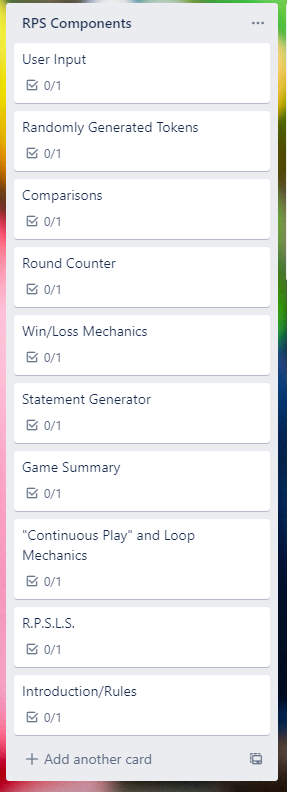 RPS Components
User Input
0/1
Randomly Generated Tokens
0/1
Comparisons
0/1
Round Counter
0/1
Win/Loss Mechanics
0/1
Statement Generator
0/1
Game Summary
0/1
"Continuous Play" and Loop
Mechanics
0/1
R.P.S.L.S.
0/1
Introduction/Rules
0/1
Add another card